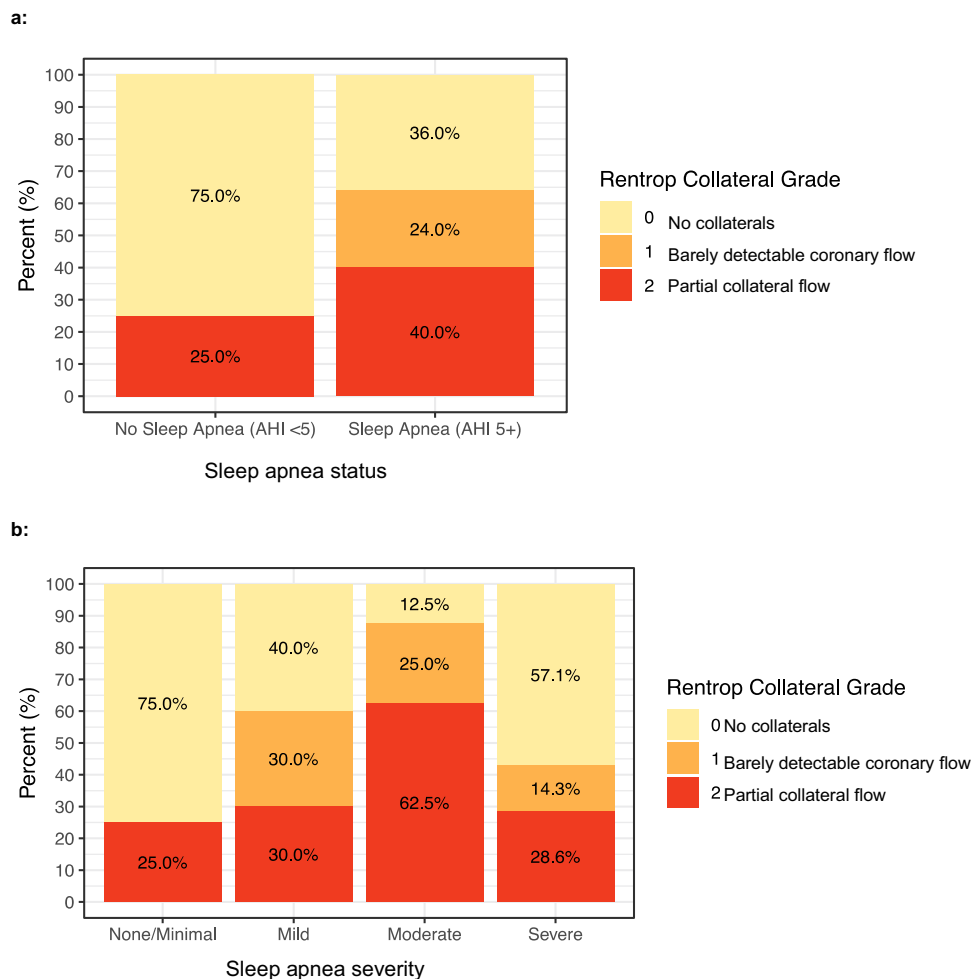 a:
100
90
80
70
60
50
40
30
20
10
0
Percent (%)
75.0%
25.0%
36.0%
24.0%
40.0%
No Sleep Apnea (AHI <5)
Sleep Apnea (AHI 5+)
Sleep apnea status
Rentrop Collateral Grade
0 No collaterals
1 Barely detectable coronary flow
2 Partial collateral flow
b:
100
90
80
70
60
50
40
30
20
10
0
Percent (%)
75.0%
25.0%
40.0%
30.0%
30.0%
12.5%
25.0%
62.5%
57.1%
14.3%
28.6%
None/Minimal
Mild
Moderate
Severe
Sleep apnea severity
Rentrop Collateral Grade
0 No collaterals
1 Barely detectable coronary flow
2 Partial collateral flow